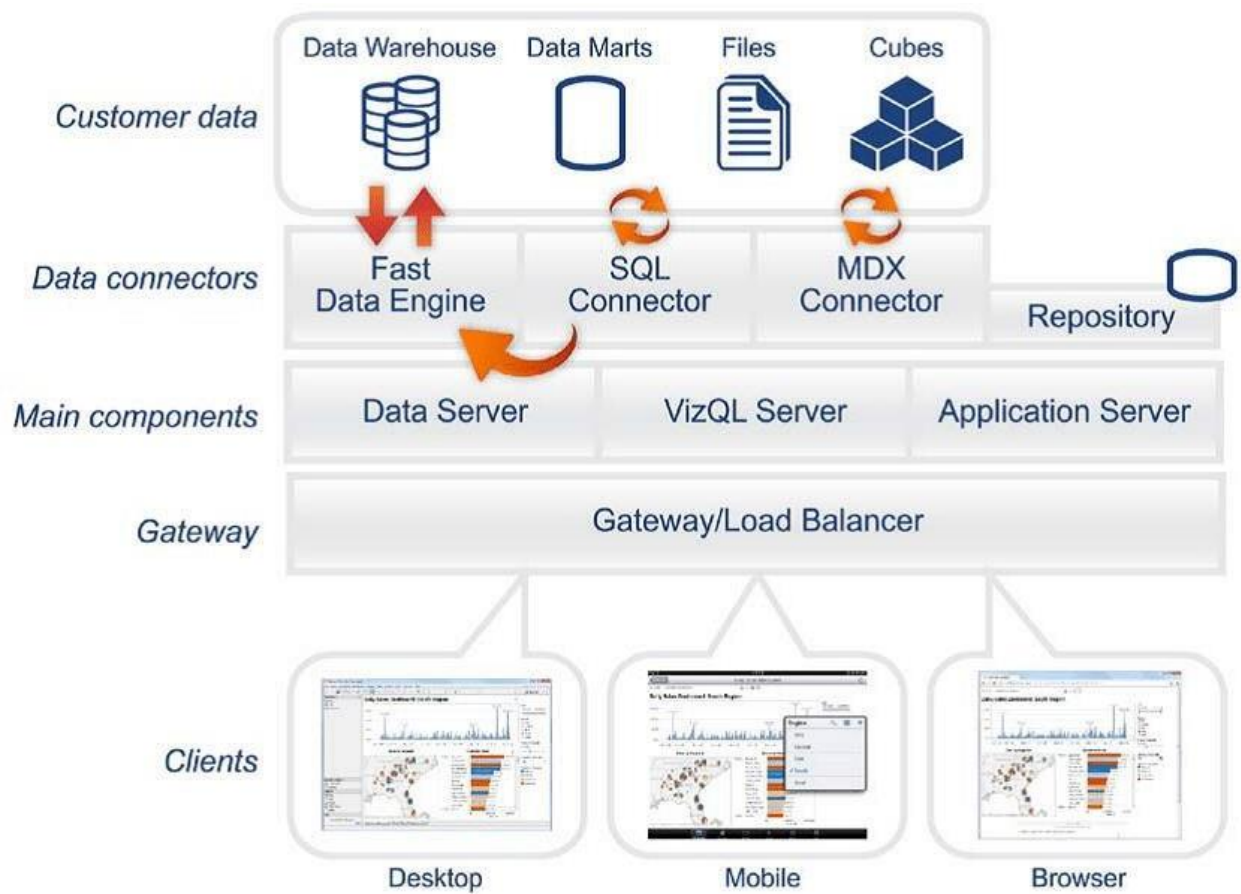 Data Warehouse
Data Marts
Files
Cubes
Customer data
Data connectors
Fast
Data Engine
SQL
Connector
MDX
Connector
Repository
Main components
Data Server
VizQL Server
Application Server
Gateway
Gateway/Load Balancer
Clients
Desktop
Mobile
Browser